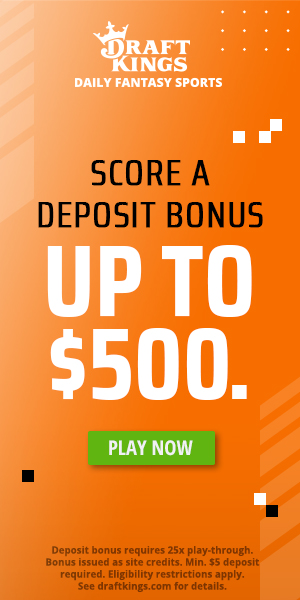 DRAFT
KINGS
DAILY FANTASY SPORTS
SCORE A
DEPOSIT BONUS
UP TO
$500.
PLAY NOW
Deposit bonus requires 25x play-through.
Bonus issued as site credits. Min. $5 deposit
required. Eligibility restrictions apply.
See draftkings.com for details.